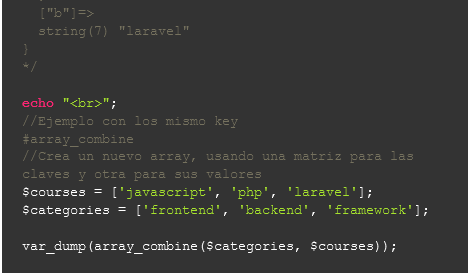 ["b"]=>
string(7) "laravel"
}
*/
echo "<br>";
//Ejemplo con los mismo key
#array_combine
//Crea un nuevo array, usando una matriz para las
claves y otra para sus valores
$courses = ['javascript', 'php', 'laravel'];
$categories = ['frontend', 'backend', 'framework'];
var_dump(array_combine($categories, $courses));